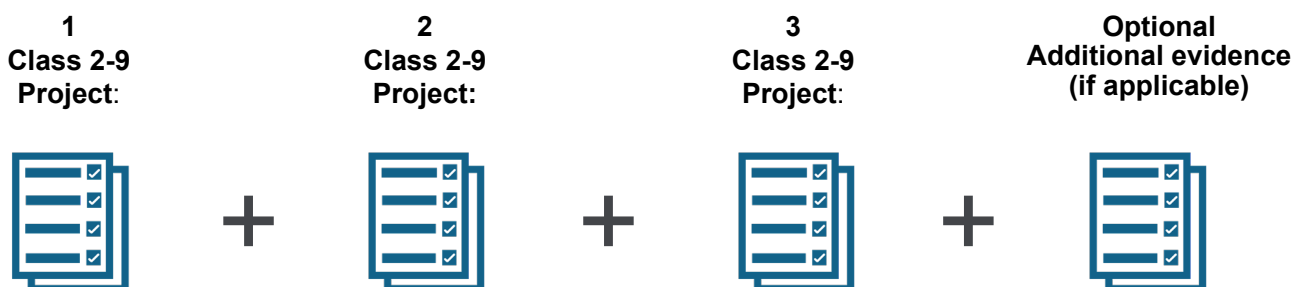 1
Class 2-9
Project:
2
Class 2-9
Project:
3
Class 2-9
Project:
Optional
Additional evidence
(if applicable)